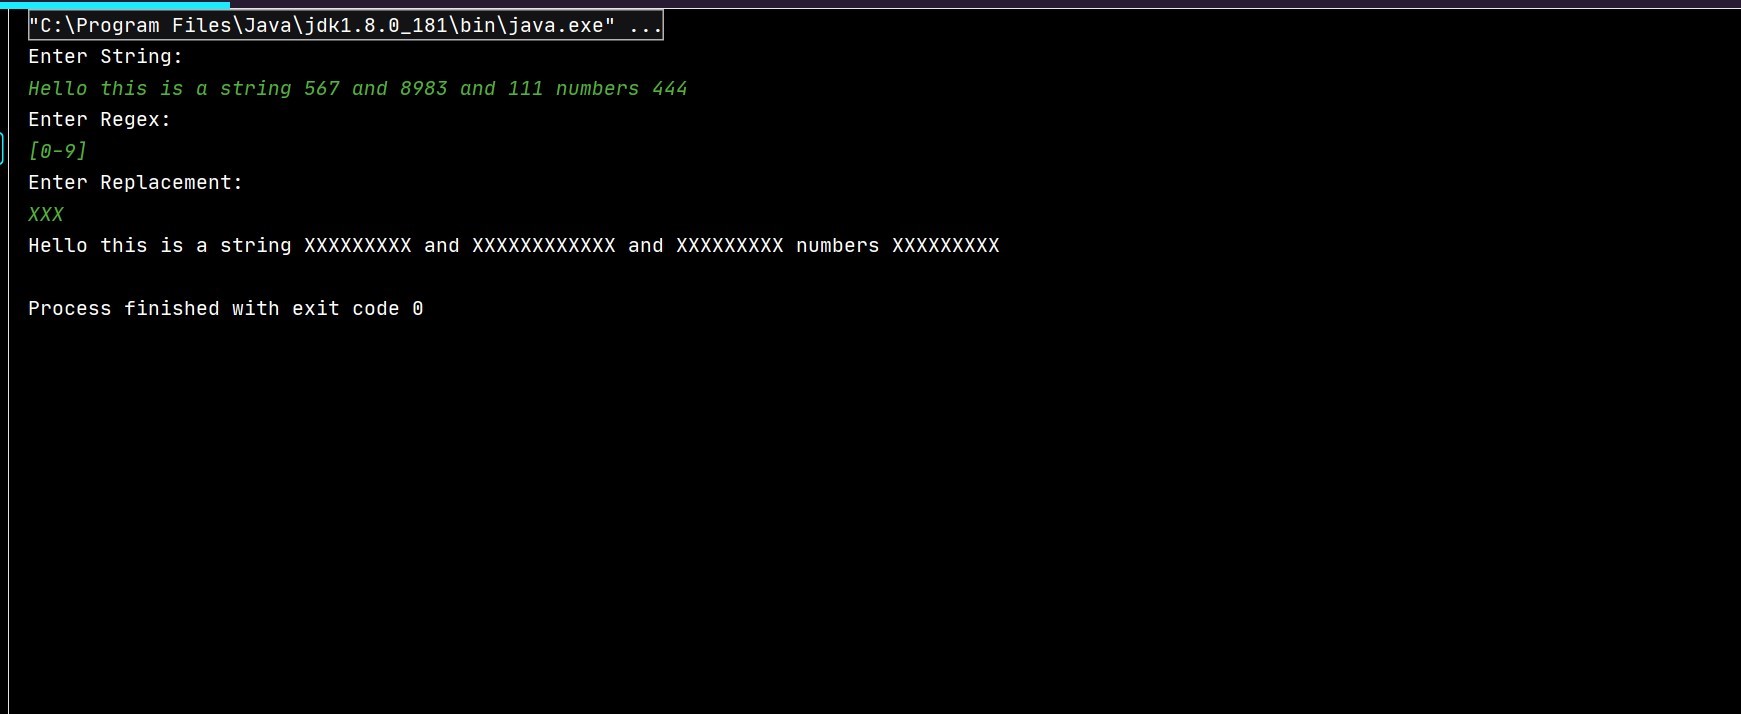 "C:\Program Files\Java\jdk1.8.0_181\bin\java.exe" ...
Enter String:
Hello this is a string 567 and 8983 and 111 numbers 444
Enter Regex:
[0-9]
Enter Replacement:
XXX
Hello this is a string XXXXXXXXX and XXXXXXXXXXXX and XXXXXXXXX numbers XXXXXXXXX
Process finished with exit code 0